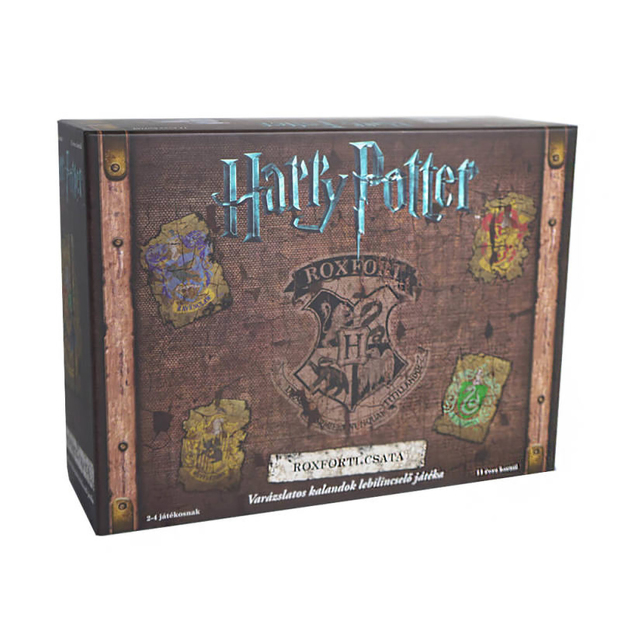 Harry Potter
ROXFORT
ROXFORTI CSATA
Varázslatos kalandok lebilincselő játéka
2-4 játékosnak
11 éves kortól